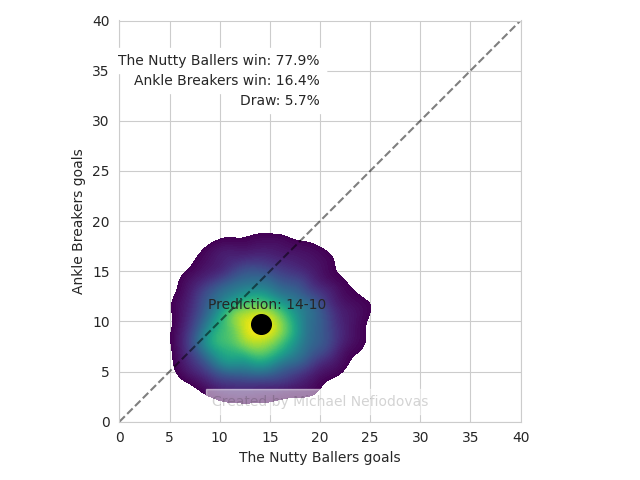 The Nutty Ballers win: 77.9%
Ankle Breakers win: 16.4%
Draw: 5.7%
40
35
30
25
20
15
10
5
0
Ankle Breakers goals
Prediction: 14-10
Created by Michael Nefiodovas
0 5 10 15 20 25 30 35 40
The Nutty Ballers goals